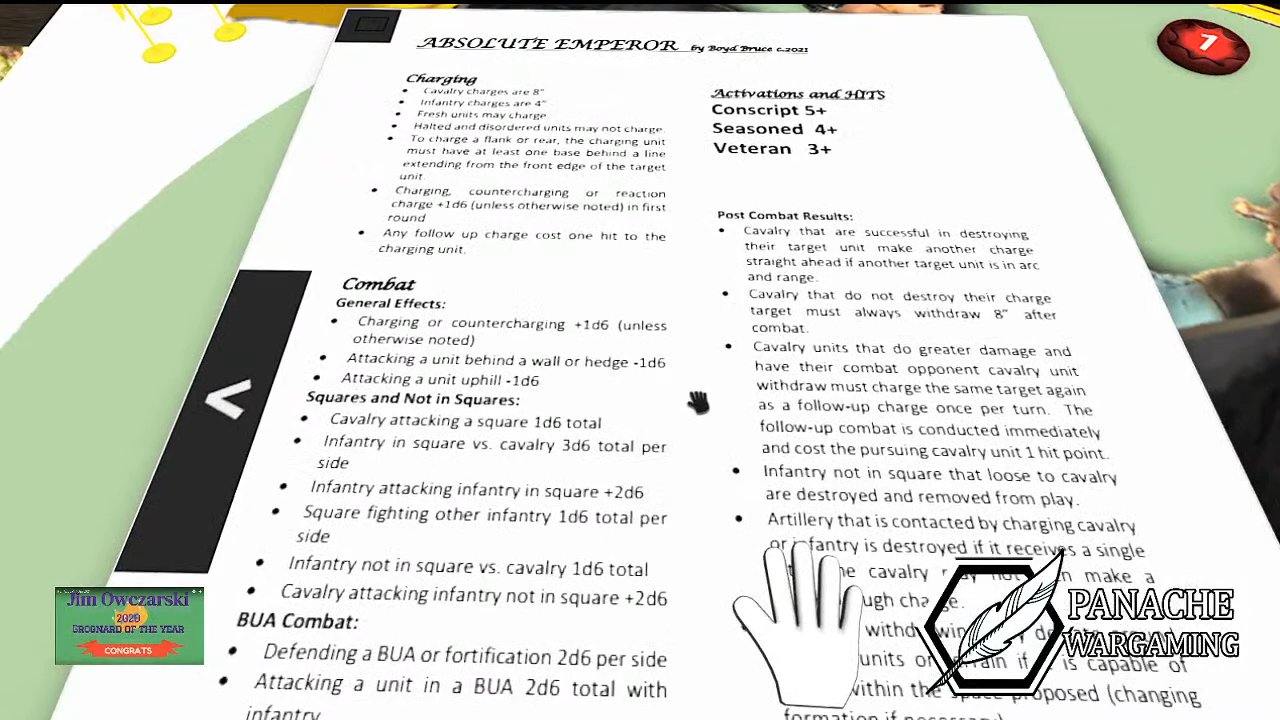 ABSOLUTE EMPEROR by Boyd Bruce c.2021
Charging
• Cavalry charges are 8"
• Infantry charges are 4"
• Fresh units may charge
• Halted and disordered units may not charge.
• To charge a flank or rear, the charging unit
must have at least one base behind a line
extending from the front edge of the target
unit.
• Charging, countercharging or reaction
charge +1d6 (unless otherwise noted) in first
round
• Any follow up charge cost one hit to the
charging unit.
Combat
General Effects:
• Charging or countercharging +1d6 (unless
otherwise noted)
• Attacking a unit behind a wall or hedge -1d6
• Attacking a unit uphill -1d6
Squares and Not in Squares:
• Cavalry attacking a square 1d6 total
• Infantry in square vs. cavalry 3d6 total per
side
• Infantry attacking infantry in square +2d6
• Square fighting other infantry 1d6 total per
side
• Infantry not in square vs. cavalry 1d6 total
• Cavalry attacking infantry not in square +2d6
BUA Combat:
• Defending a BUA or fortification 2d6 per side
• Attacking a unit in a BUA 2d6 total with
infantry
Activations and HITS
Conscript 5+
Seasoned 4+
Veteran 3+
Post Combat Results:
• Cavalry that are successful in destroying
their target unit make another charge
straight ahead if another target unit is in arc
and range.
• Cavalry that do not destroy their charge
target must always withdraw 8" after
combat.
• Cavalry units that do greater damage and
have their combat opponent cavalry unit
withdraw must charge the same target again
as a follow-up charge once per turn. The
follow-up combat is conducted immediately
and cost the pursuing cavalry unit 1 hit point.
• Infantry not in square that loose to cavalry
are destroyed and removed from play.
• Artillery that is contacted by charging cavalry
or infantry is destroyed if it receives a single
cavalry make a
units or if is capable of
within the space proposed (changing
formation if necessary)
<
1
Jim Owczarski
2020
GROGNARD OF THE YEAR
CONGRATS
PANACHE
WARGAMING